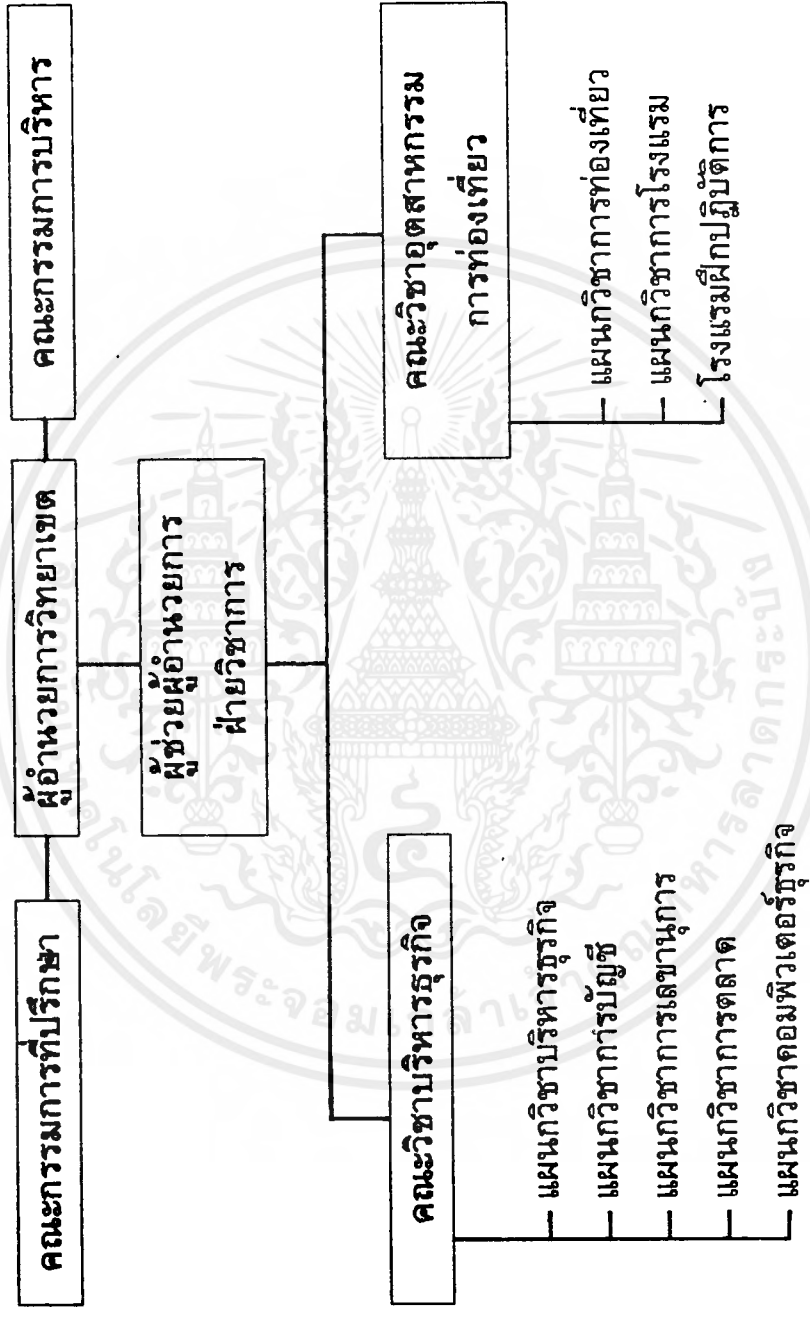 คณะกรรมการที่ปรึกษา
ผู้อำนวยการวิทยาเขต
คณะกรรมการบริหาร
ผู้ช่วยผู้อำนวยการ
ฝ่ายวิชาการ
คณะวิชาบริหารธุรกิจ
แผนกวิชาบริหารธุรกิจ
แผนกวิชาการบัญชี
แผนกวิชาการเลขานุการ
แผนกวิชาการตลาด
แผนกวิชาคอมพิวเตอร์ธุรกิจ
คณะวิชาอุตสาหกรรม
การท่องเที่ยว
แผนกวิชาการท่องเที่ยว
แผนกวิชาการโรงแรม
โรงแรมฝึกปฏิบัติการ